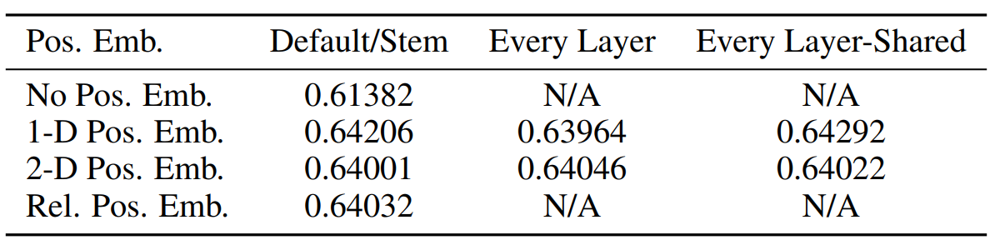 Pos. Emb. Default/Stem Every Layer Every Layer-Shared
No Pos. Emb. 0.61382 N/A N/A
1-D Pos. Emb. 0.64206 0.63964 0.64292
2-D Pos. Emb. 0.64001 0.64046 0.64022
Rel. Pos. Emb. 0.64032 N/A N/A